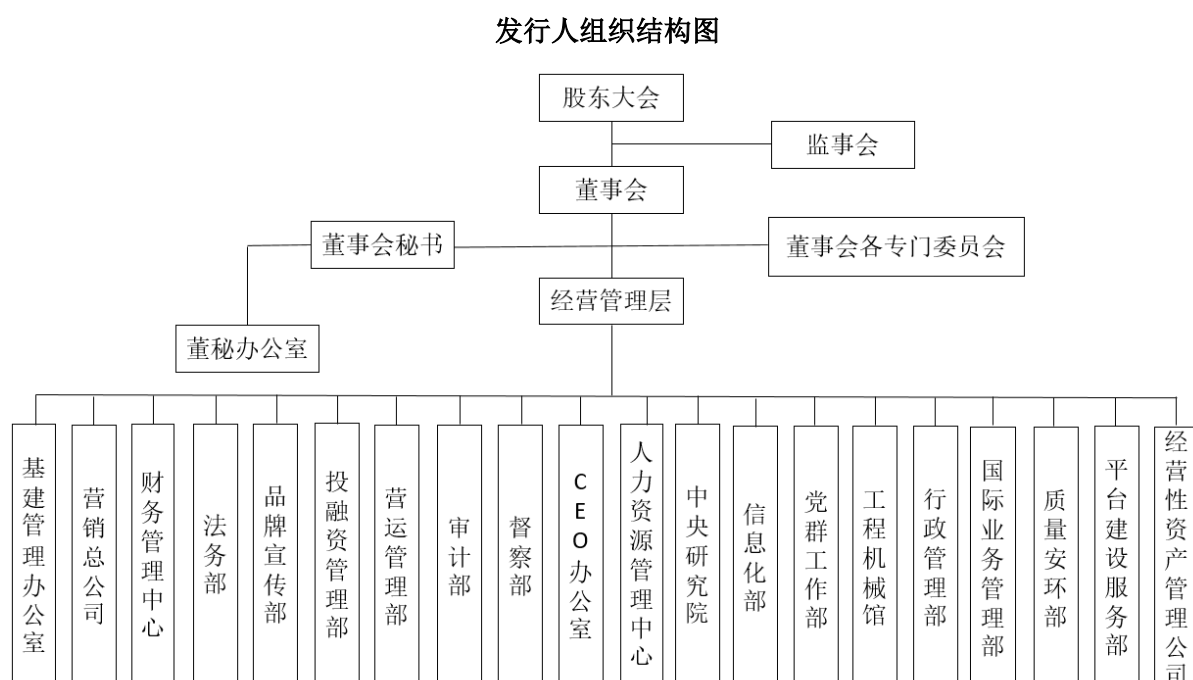 发行人组织结构图
股东大会
监事会
董事会
董事会秘书
董事会各专门委员会
经营管理层
董秘办公室
基建管理办公室
营销总公司
财务管理中心
法务部
品牌宣传部
投融资管理部
营运管理部
审计部
督察部
CEO办公室
人力资源管理中心
中央研究院
信息化部
党群工作部
工程机械馆
行政管理部
国际业务管理部
质量安环部
平台建设服务部
经营性资产管理公司